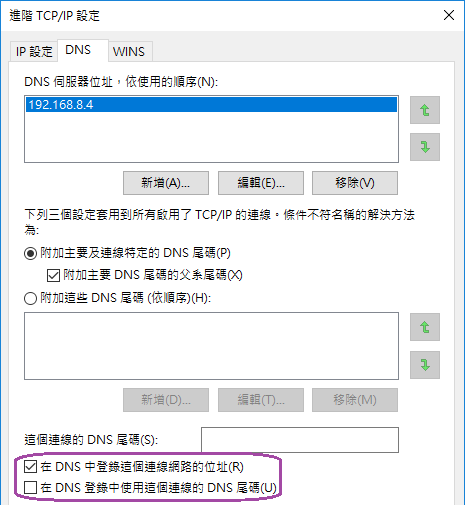 進階 TCP/IP 設定
IP 設定 DNS WINS
DNS 伺服器位址，依使用的順序(N):
192.168.8.4
新增(A)... 編輯(E)... 移除(V)
下列三個設定套用到所有啟用了 TCP/IP 的連線。條件不符名稱的解決方法
為:
附加主要及連線特定的 DNS 尾碼(P)
附加主要 DNS 尾碼的父系尾碼(X)
附加這些 DNS 尾碼 (依順序)(H):
新增(D)... 編輯(T)... 移除(M)
這個連線的 DNS 尾碼(S):
在 DNS 中登錄這個連線網路的位址(R)
在 DNS 登錄中使用這個連線的 DNS 尾碼(U)